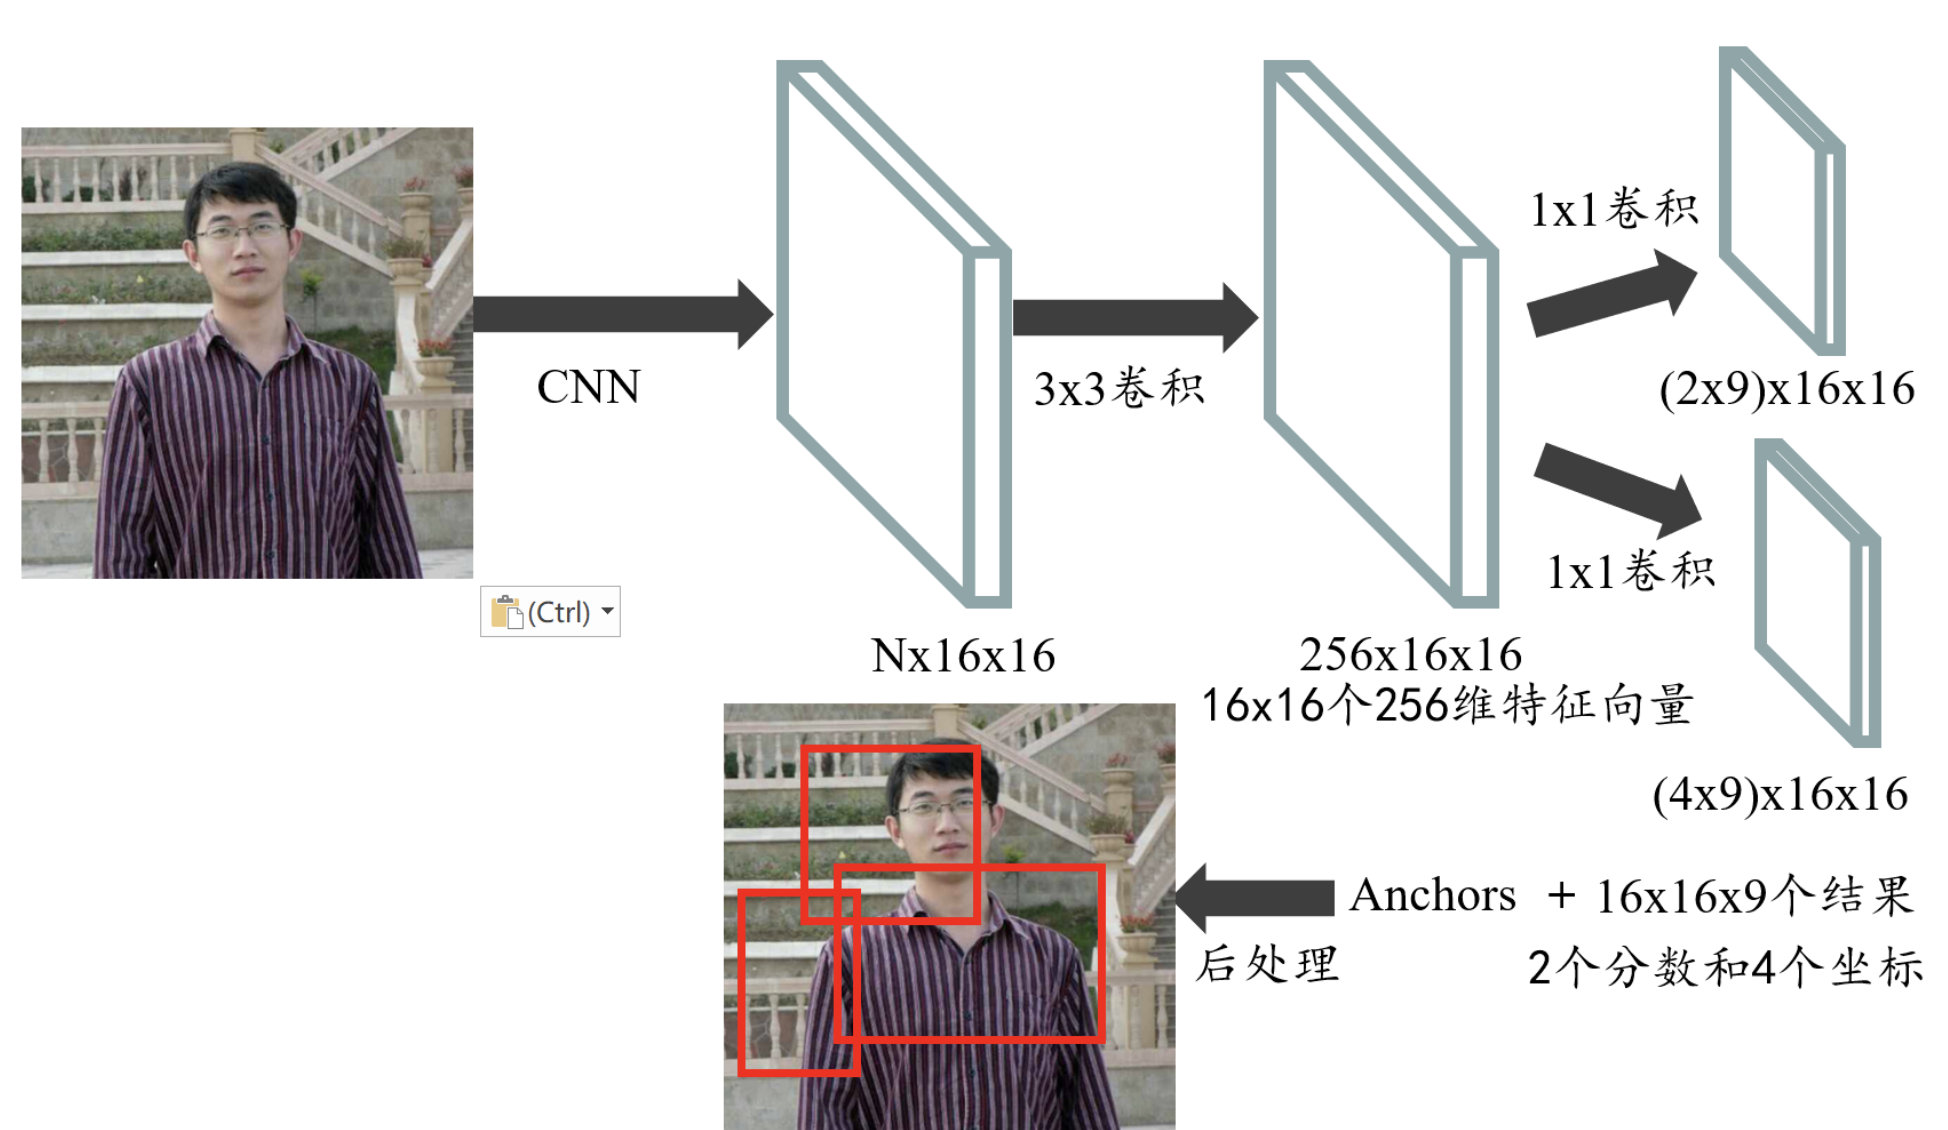 CNN
3x3卷积
1x1卷积
(2x9)x16x16
1x1卷积
(Ctrl)
Nx16x16
256x16x16
16x16个256维特征向量
(4x9)x16x16
Anchors + 16x16x9个结果
后处理
2个分数和4个坐标